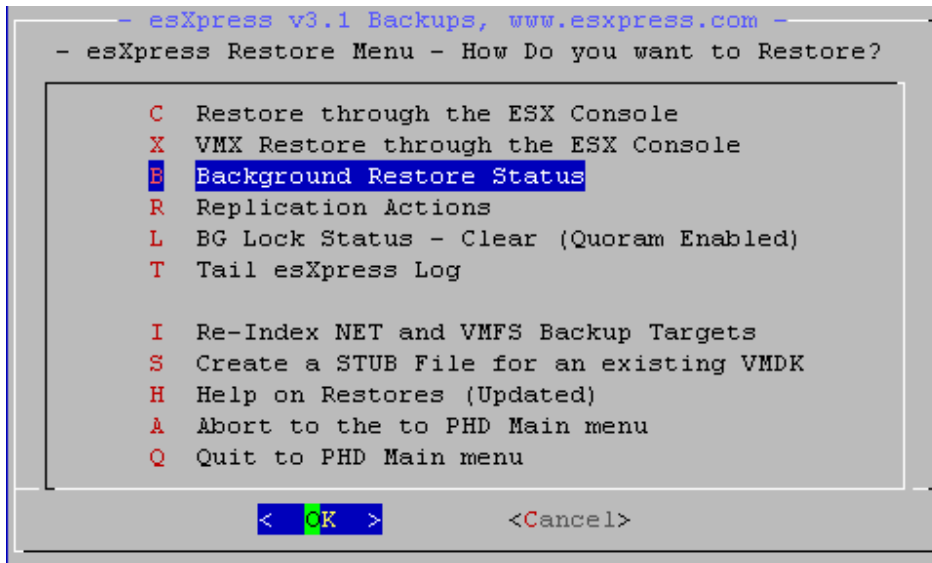 – esXpress v3.1 Backups, www.esxpress.com –
– esXpress Restore Menu – How Do you want to Restore?
C Restore through the ESX Console
X VMX Restore through the ESX Console
B Background Restore Status
R Replication Actions
L BG Lock Status – Clear (Quoram Enabled)
T Tail esXpress Log
I Re–Index NET and VMFS Backup Targets
S Create a STUB File for an existing VMDK
H Help on Restores (Updated)
A Abort to the to PHD Main menu
Q Quit to PHD Main menu
< OK > <Cancel>